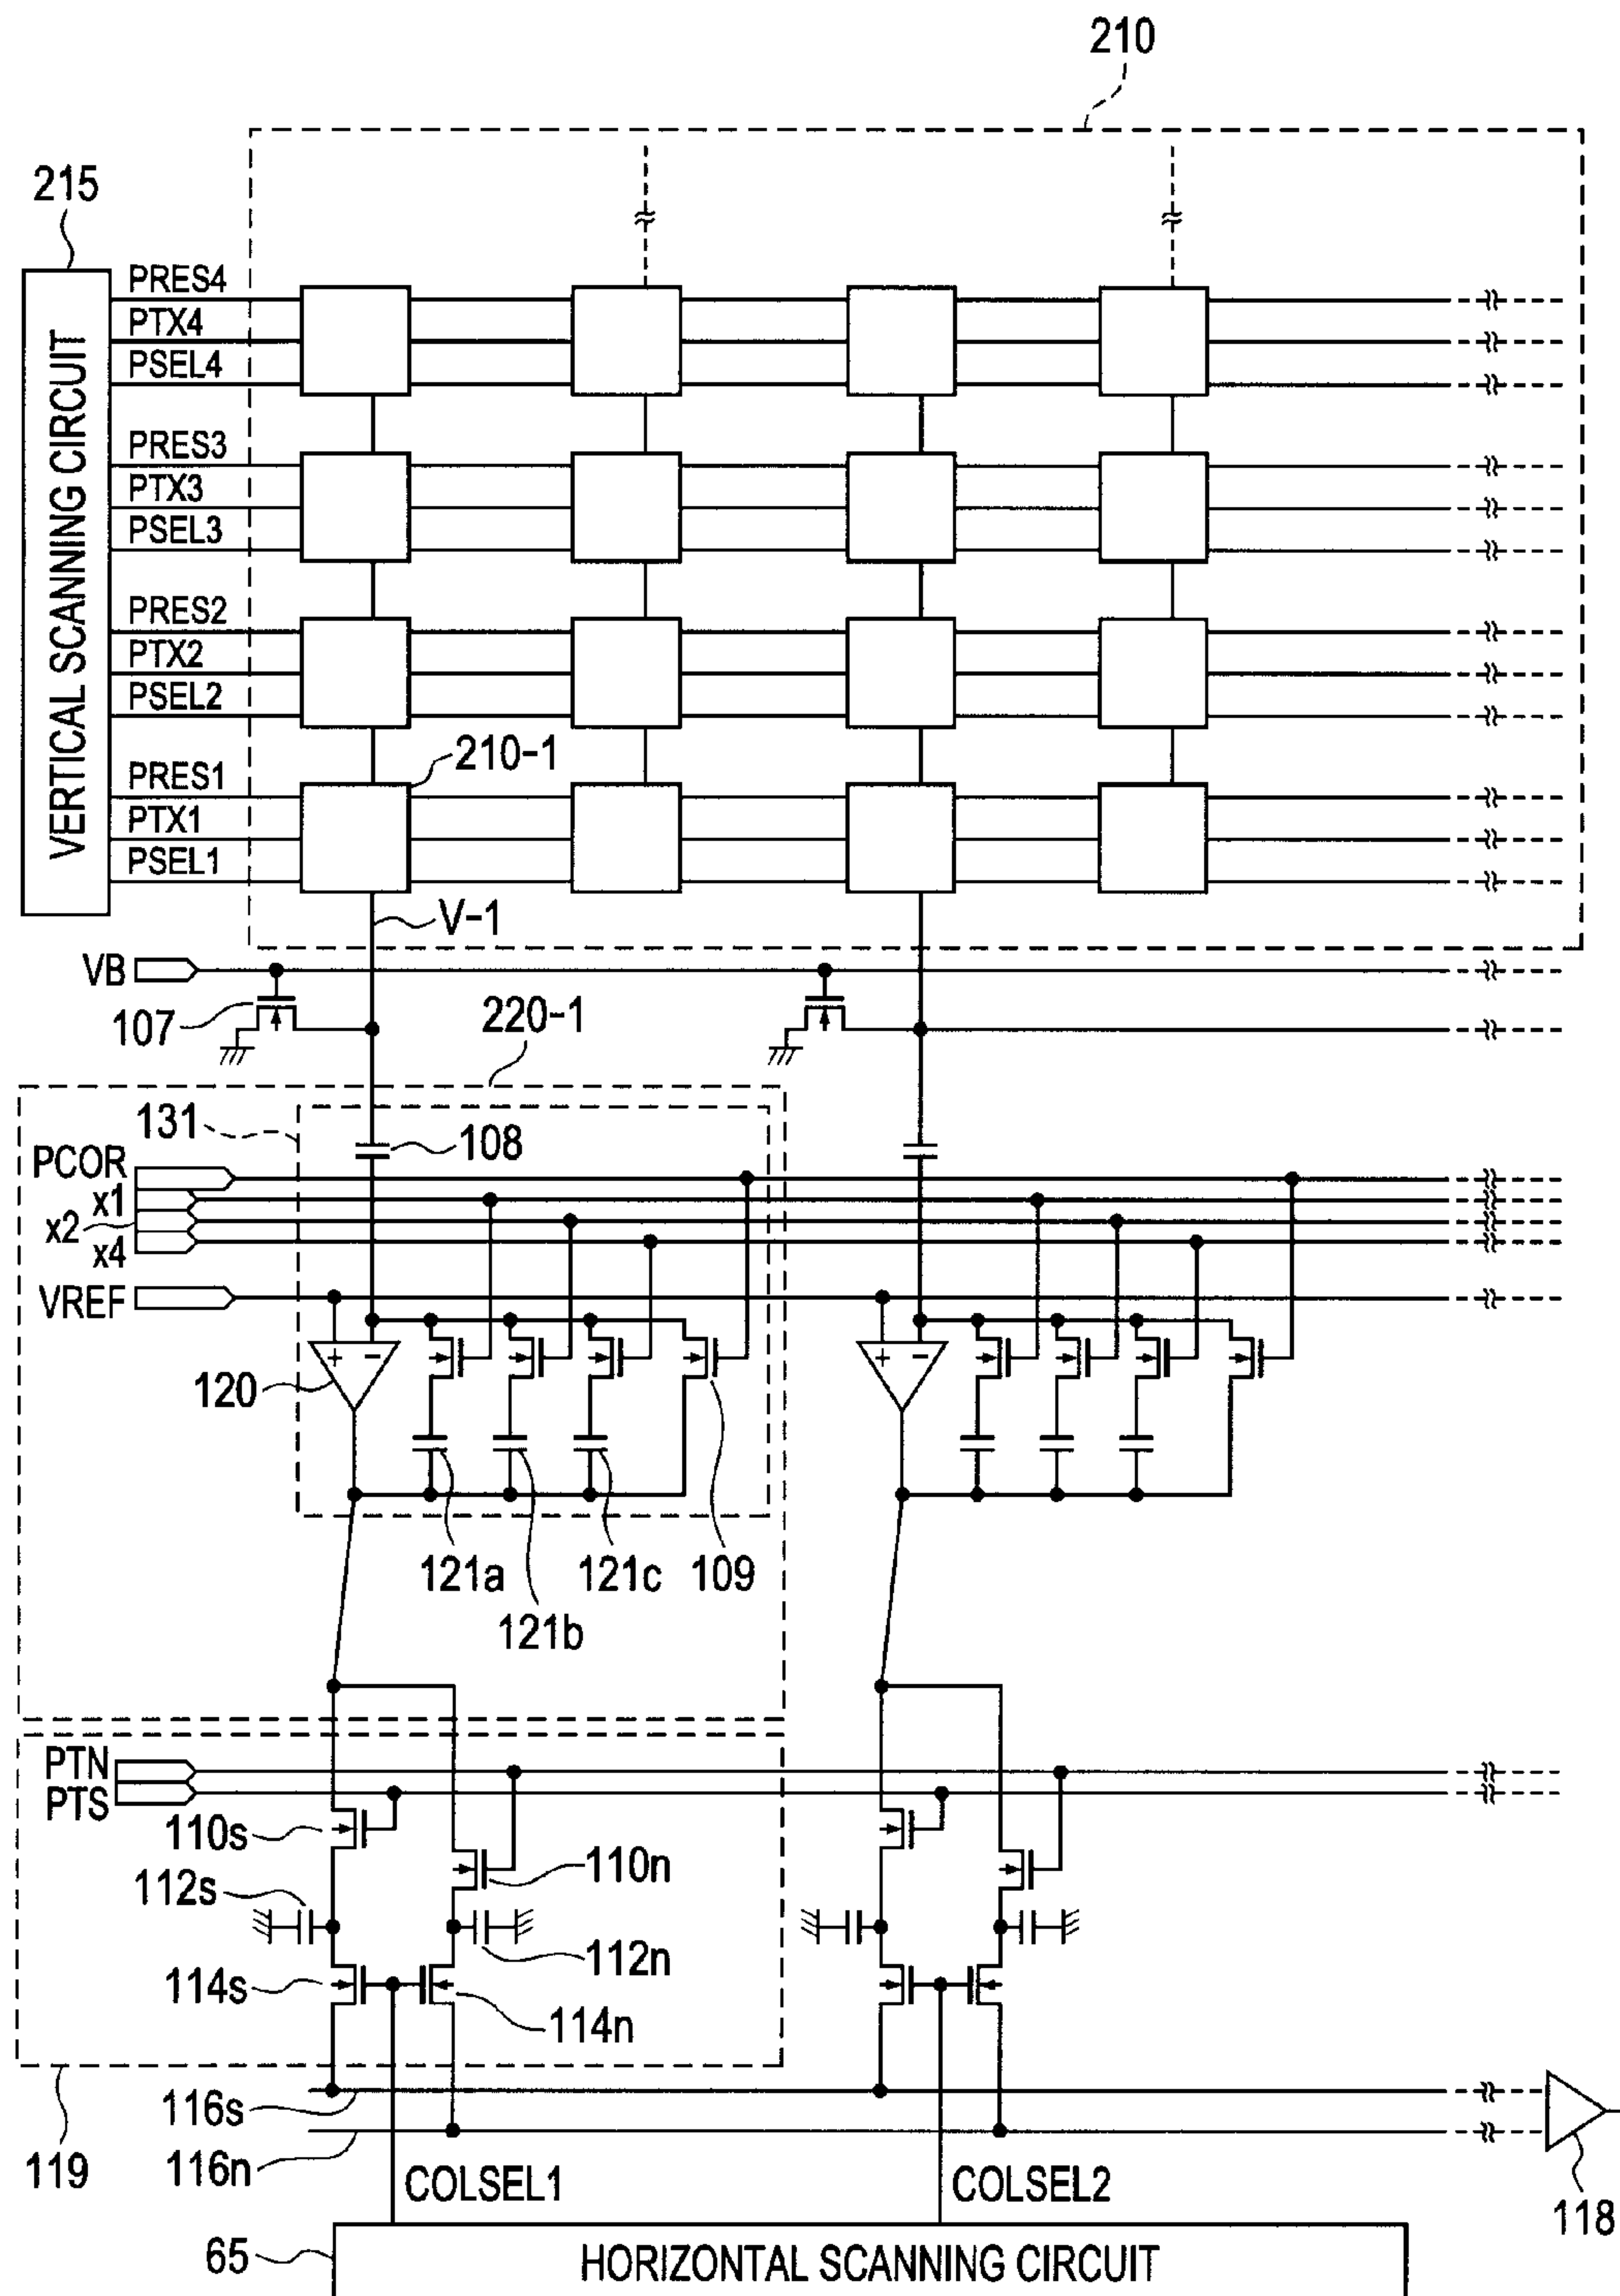 210
215
VERTICAL SCANNING CIRCUIT
PRES4
PTX4
PSEL4
PRES3
PTX3
PSEL3
PRES2
PTX2
PSEL2
210-1
PRES1
PTX1
PSEL1
V-1
VB
107
220-1
131
108
PCOR
x1
x2
x4
VREF
+ -
+ -
120
121a
121b
121c
109
PTN
PTS
110s
110n
112s
112n
114s
114n
116s
116n
119
COLSEL1
COLSEL2
118
65
HORIZONTAL SCANNING CIRCUIT